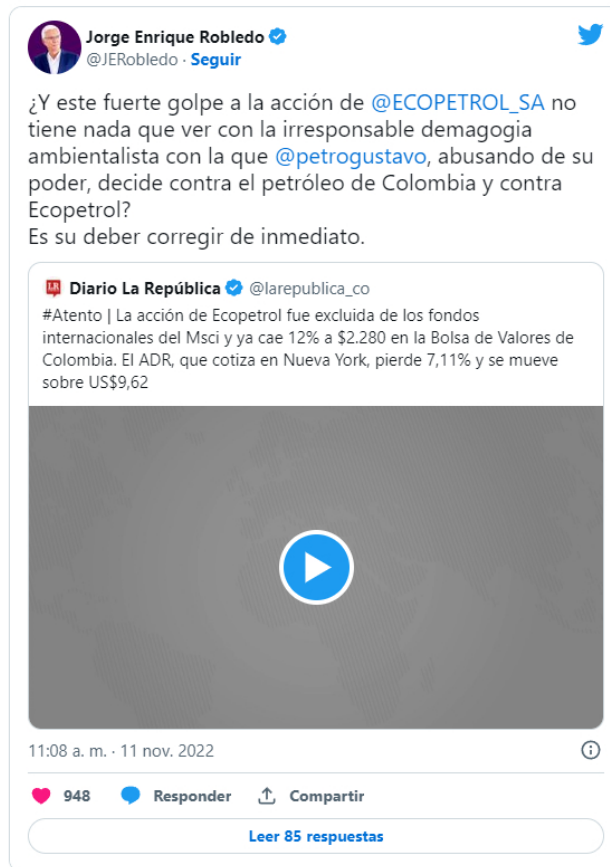 Jorge Enrique Robledo
@JERobledo · Seguir
¿Y este fuerte golpe a la acción de @ECOPETROL_SA no
tiene nada que ver con la irresponsable demagogia
ambientalista con la que @petrogustavo, abusando de su
poder, decide contra el petróleo de Colombia y contra
Ecopetrol?
Es su deber corregir de inmediato.
LR Diario La República @larepublica_co
#Atento | La acción de Ecopetrol fue excluida de los fondos
internacionales del Msci y ya cae 12% a $2.280 en la Bolsa de Valores de
Colombia. El ADR, que cotiza en Nueva York, pierde 7,11% y se mueve
sobre US$9,62
11:08 a. m. · 11 nov. 2022
948 Responder Compartir
Leer 85 respuestas